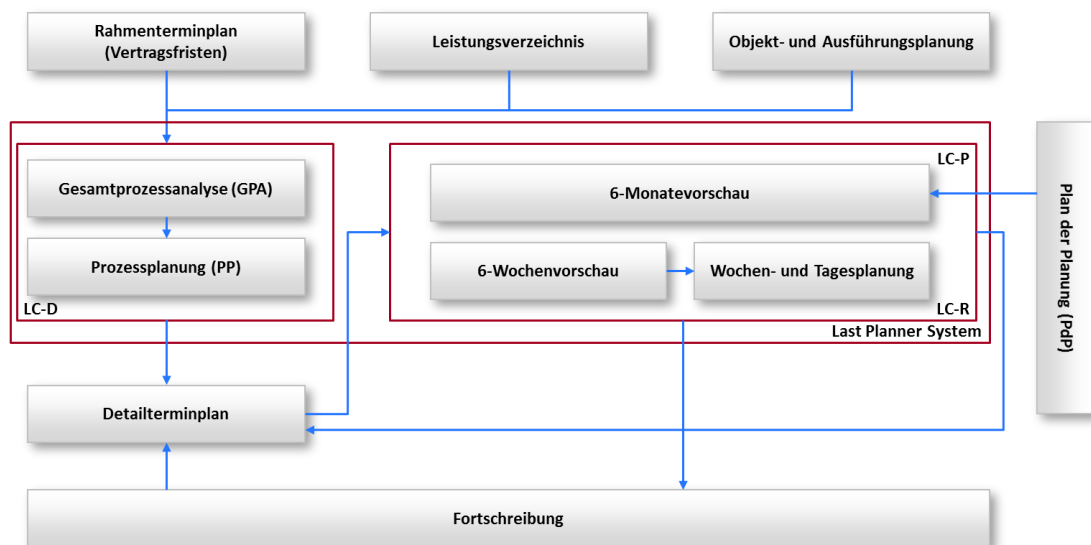 Rahmenterminplan
(Vertragsfristen)
Leistungsverzeichnis
Objekt- und Ausführungsplanung
LC-P
Gesamtprozessanalyse (GPA)
6-Monatevorschau
Prozessplanung (PP)
6-Wochenvorschau
Wochen- und Tagesplanung
LC-D
LC-R
Last Planner System
Plan der Planung (PdP)
Detailterminplan
Fortschreibung